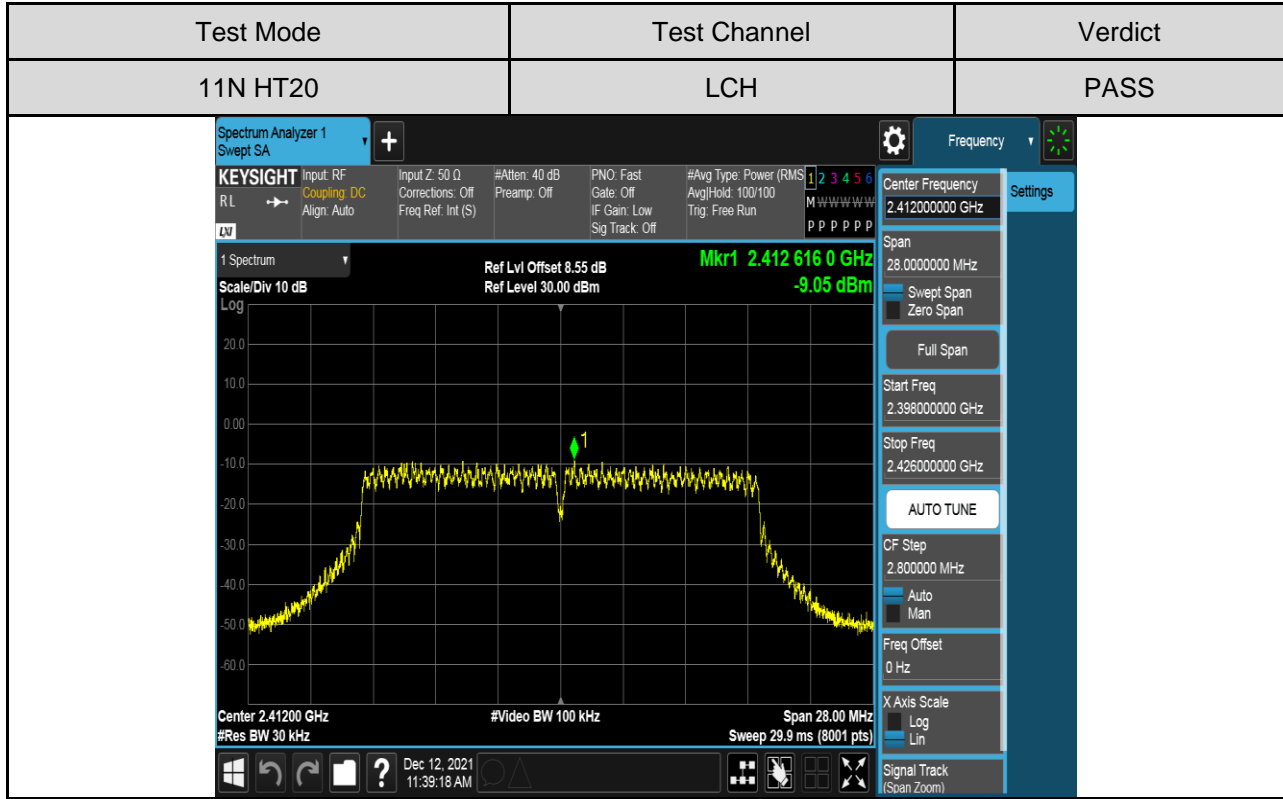 Test Mode Test Channel Verdict
11N HT20 LCH PASS
Spectrum Analyzer 1
Swept SA
+
Frequency
KEYSIGHT
RL
LXI
Input: RF
Coupling: DC
Align: Auto
Input Z: 50 Ω
Corrections: Off
Freq Ref: Int (S)
#Atten: 40 dB
Preamp: Off
PNO: Fast
Gate: Off
IF Gain: Low
Sig Track: Off
#Avg Type: Power (RMS
Avg|Hold: 100/100
Trig: Free Run
1 2 3 4 5 6
M W W W W W
P P P P P P
1 Spectrum
Scale/Div 10 dB
Ref Lvl Offset 8.55 dB
Ref Level 30.00 dBm
Mkr1 2.412 616 0 GHz
-9.05 dBm
Log
20.0
10.0
0.00
-10.0
-20.0
-30.0
-40.0
-50.0
-60.0
1
Center 2.41200 GHz
#Res BW 30 kHz
#Video BW 100 kHz
Span 28.00 MHz
Sweep 29.9 ms (8001 pts)
Center Frequency
2.412000000 GHz
Settings
Span
28.0000000 MHz
Swept Span
Zero Span
Full Span
Start Freq
2.398000000 GHz
Stop Freq
2.426000000 GHz
AUTO TUNE
CF Step
2.800000 MHz
Auto
Man
Freq Offset
0 Hz
X Axis Scale
Log
Lin
Signal Track
(Span Zoom)
?
Dec 12, 2021
11:39:18 AM